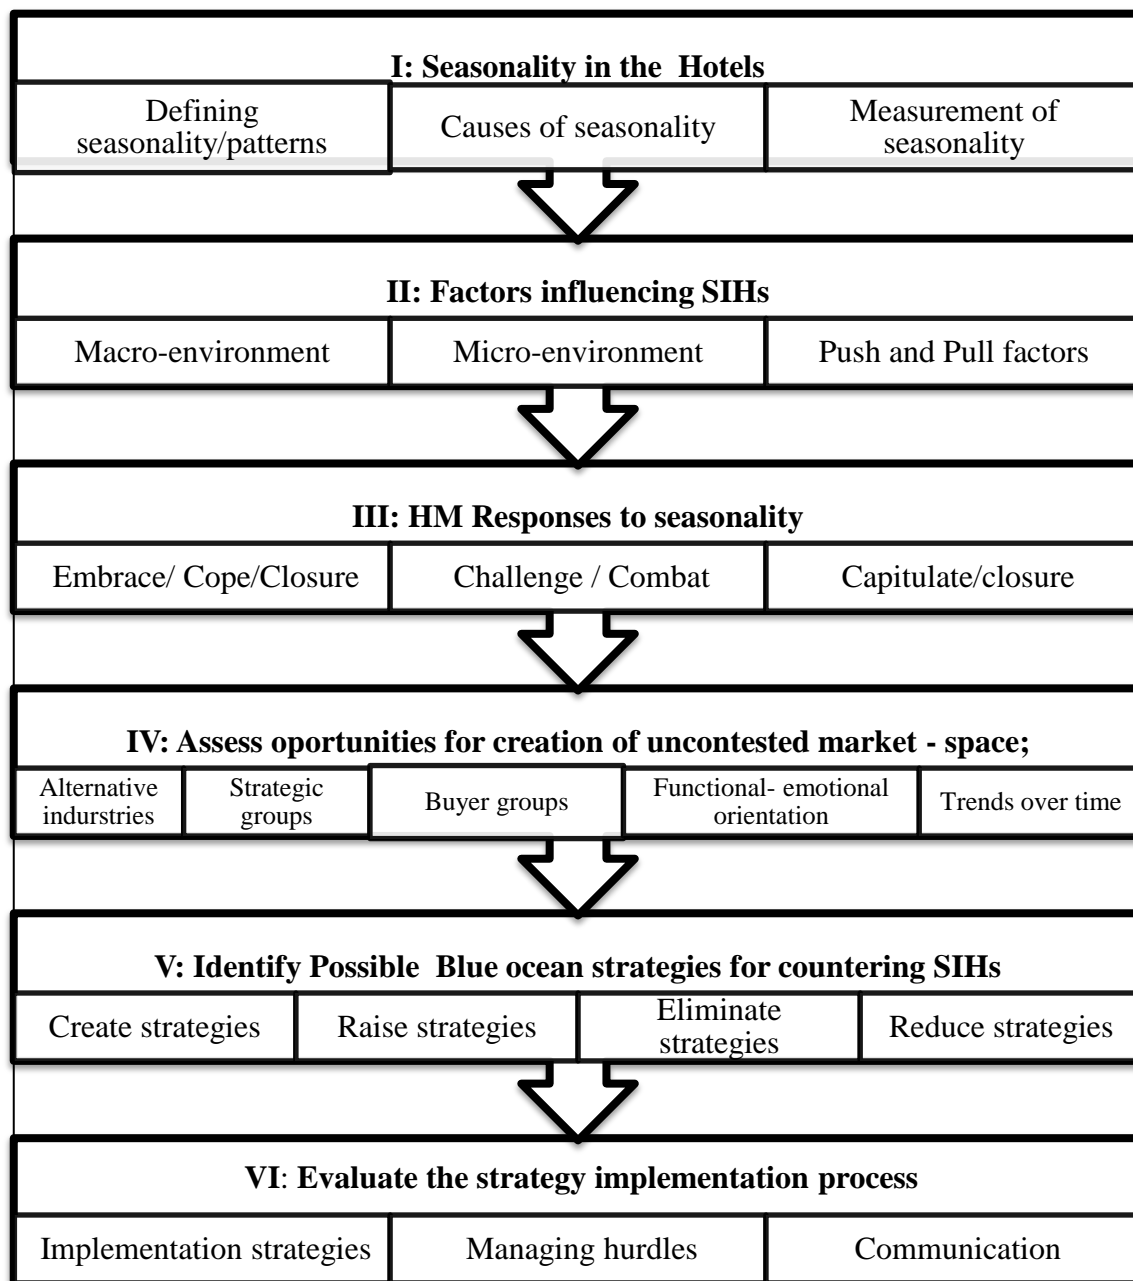 I: Seasonality in the  Hotels
Defining
seasonality/patterns
Causes of seasonality
Measurement of
seasonality
II: Factors influencing SIHs
Macro-environment
Micro-environment
Push and Pull factors
III: HM Responses to seasonality
Embrace/ Cope/Closure
Challenge / Combat
Capitulate/closure
IV: Assess oportunities for creation of uncontested market - space;
Alternative
indurstries
Strategic
groups
Buyer groups
Functional- emotional
orientation
Trends over time
V: Identify Possible  Blue ocean strategies for countering SIHs
Create strategies
Raise strategies
Eliminate
strategies
Reduce strategies
VI: Evaluate the strategy implementation process
Implementation strategies
Managing hurdles
Communication